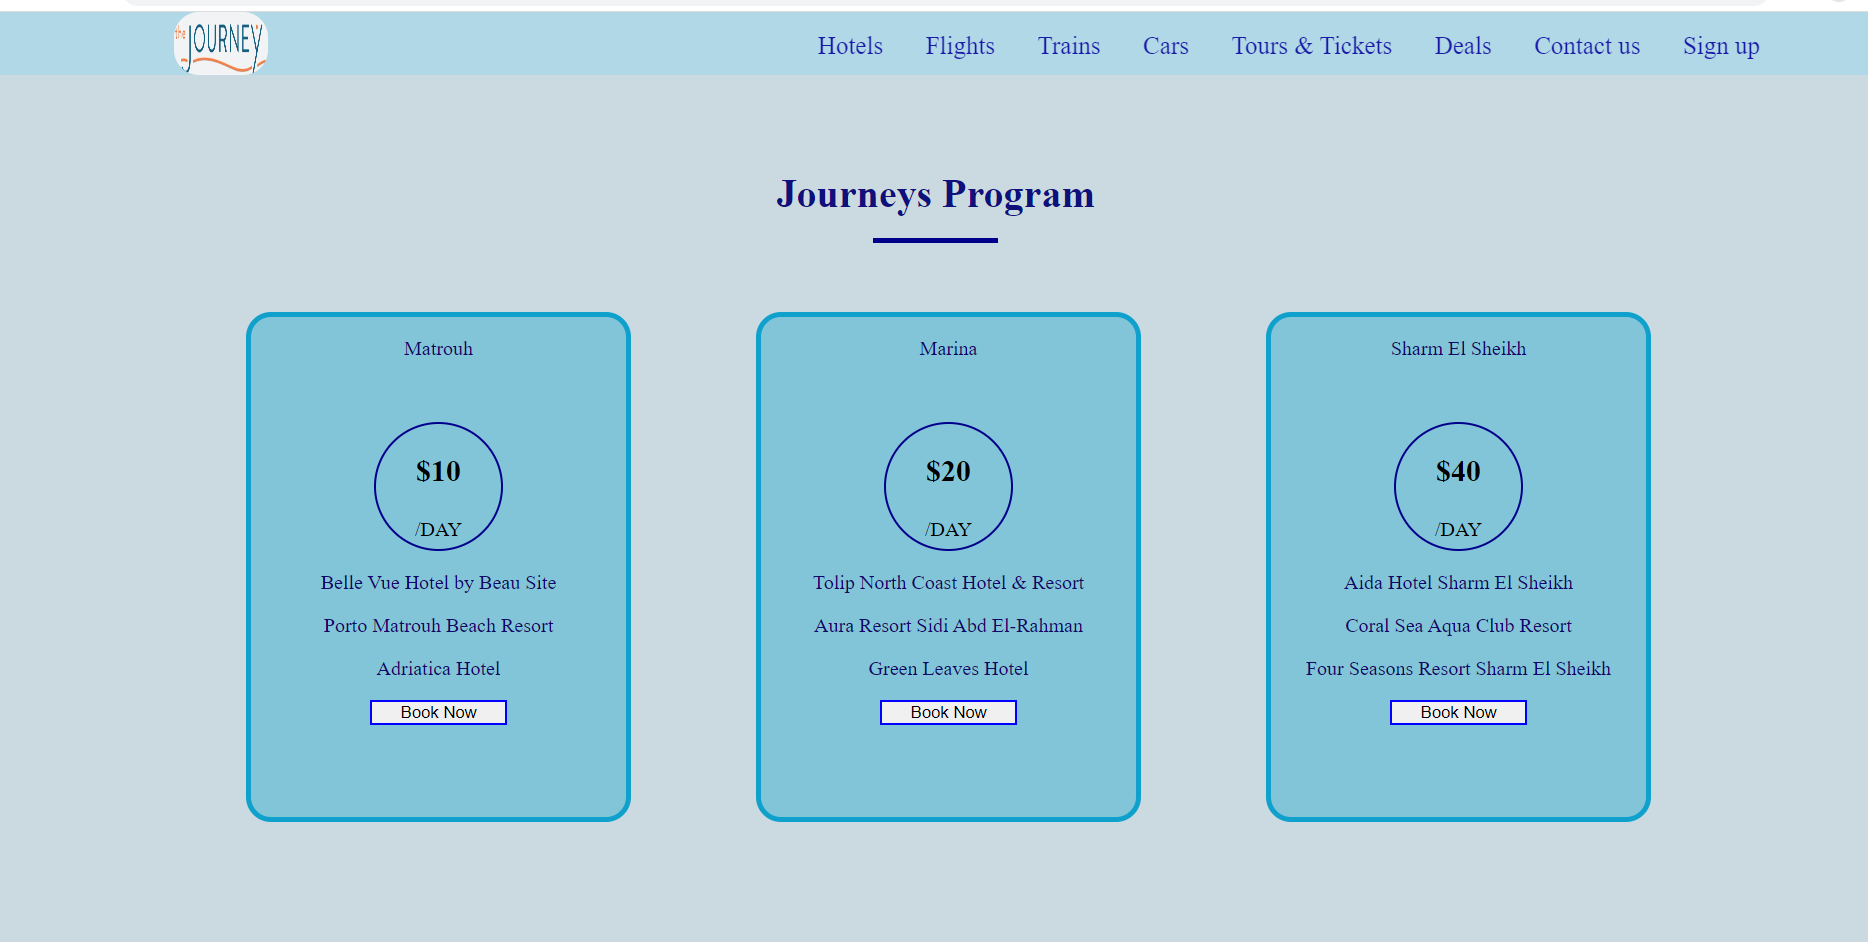 the JOURNEY
Hotels Flights Trains Cars Tours & Tickets Deals Contact us Sign up
Journeys Program
Matrouh
$10
/DAY
Belle Vue Hotel by Beau Site
Porto Matrouh Beach Resort
Adriatica Hotel
Book Now
Marina
$20
/DAY
Tolip North Coast Hotel & Resort
Aura Resort Sidi Abd El-Rahman
Green Leaves Hotel
Book Now
Sharm El Sheikh
$40
/DAY
Aida Hotel Sharm El Sheikh
Coral Sea Aqua Club Resort
Four Seasons Resort Sharm El Sheikh
Book Now